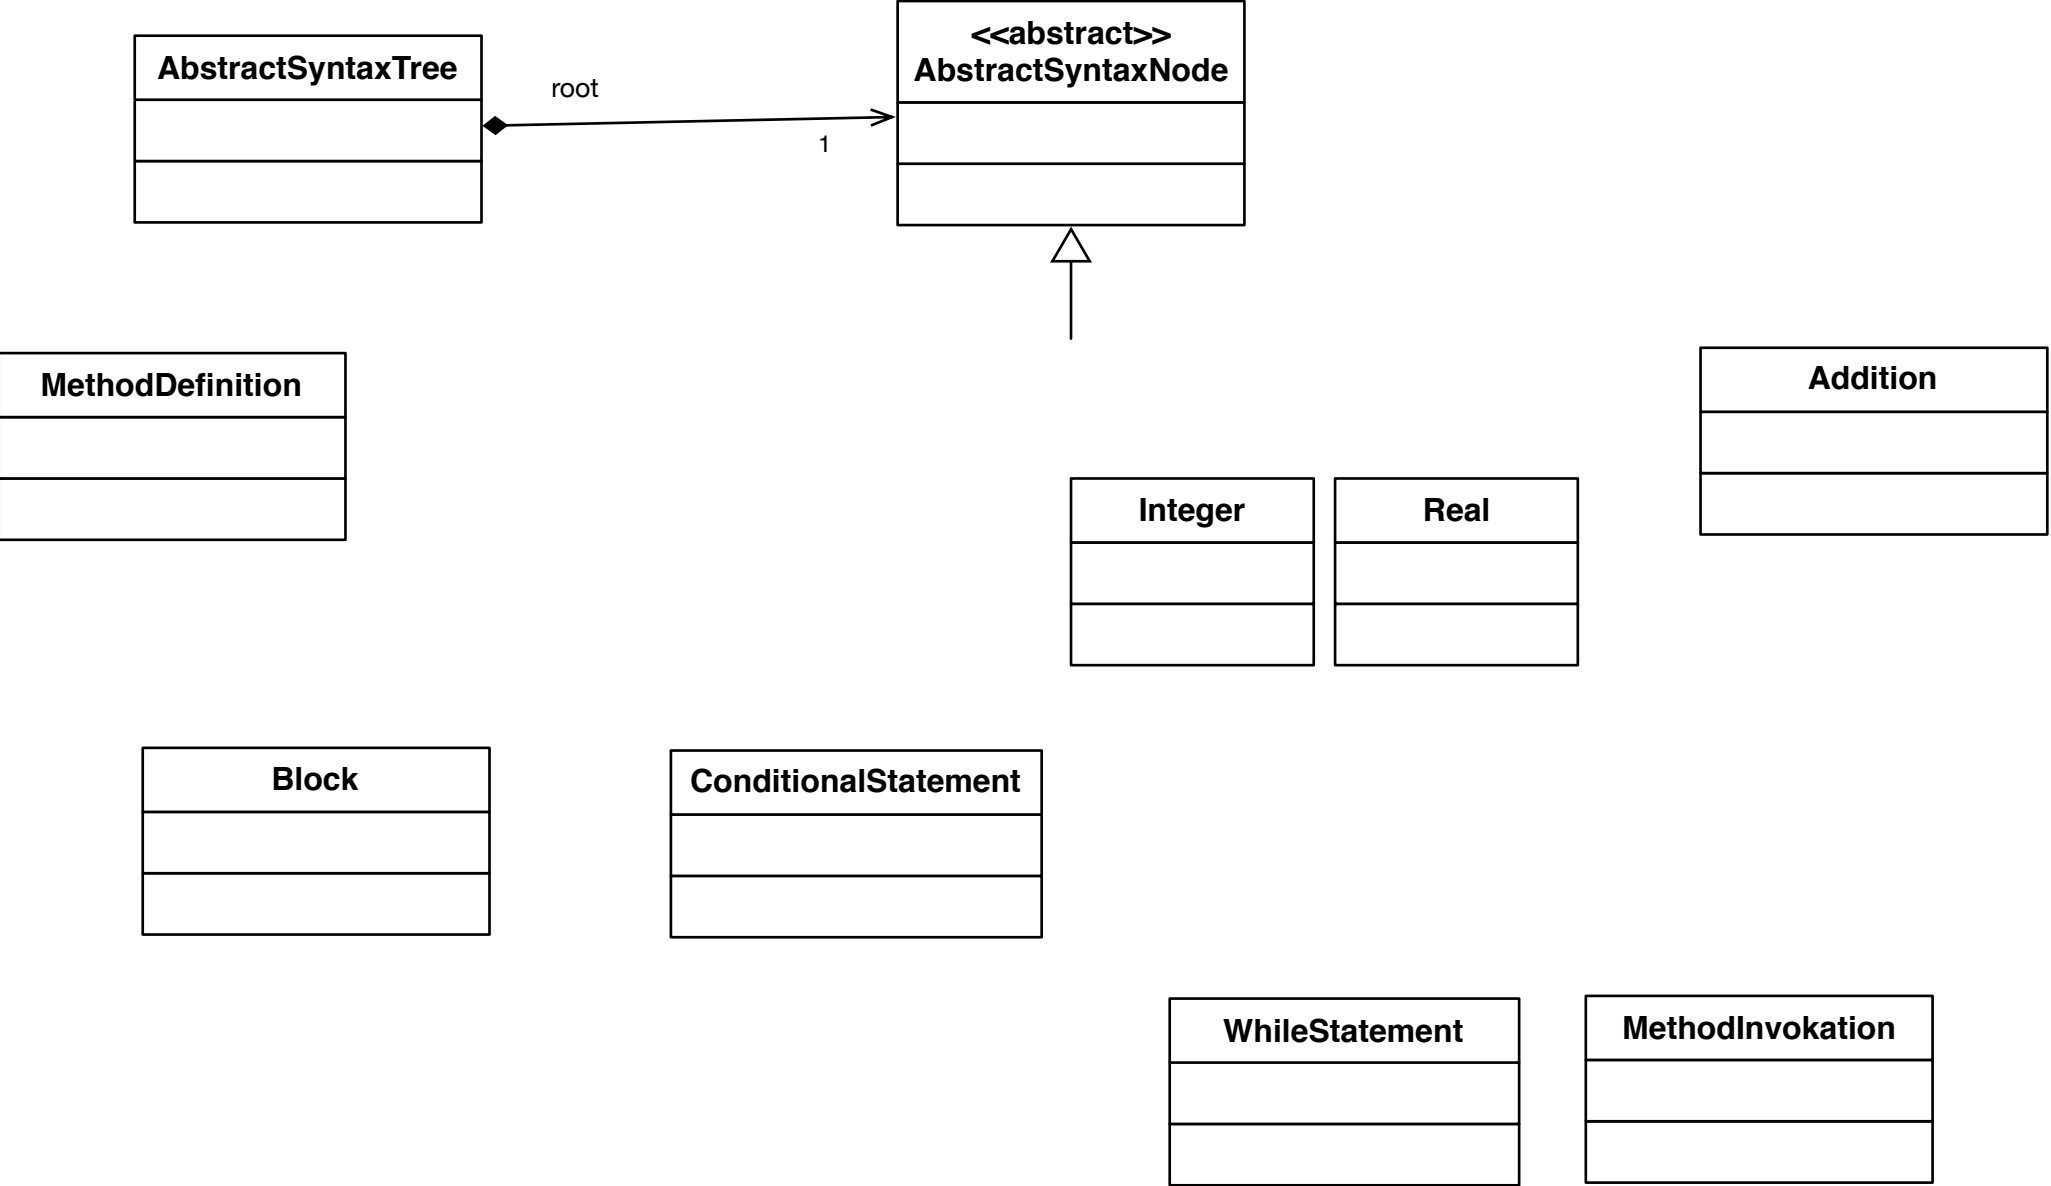 <<abstract>>
AbstractSyntaxNode
AbstractSyntaxTree
root
1
MethodDefinition
Addition
Integer
Real
Block
ConditionalStatement
WhileStatement
MethodInvokation